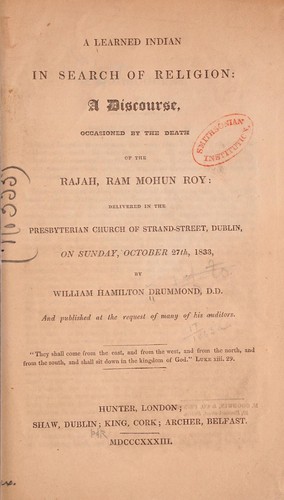 A LEARNED INDIAN
IN SEARCH OF RELIGION:
A Discourse,
OCCASIONED BY THE DEATH
OF THE
RAJAH, RAM MOHUN ROY:
DELIVERED IN THE
PRESBYTERIAN CHURCH OF STRAND-STREET, DUBLIN,
ON SUNDAY, OCTOBER 27th, 1833,
BY
WILLIAM HAMILTON DRUMMOND, D.D.
And published at the request of many of his auditors.
"They shall come from the east, and from the west, and from the north, and
from the south, and shall sit down in the kingdom of God." LUKE xiii. 29.
HUNTER, LONDON;
SHAW, DUBLIN; KING, CORK; ARCHER, BELFAST.
MDCCCXXXIII.
SMITHSONIAN